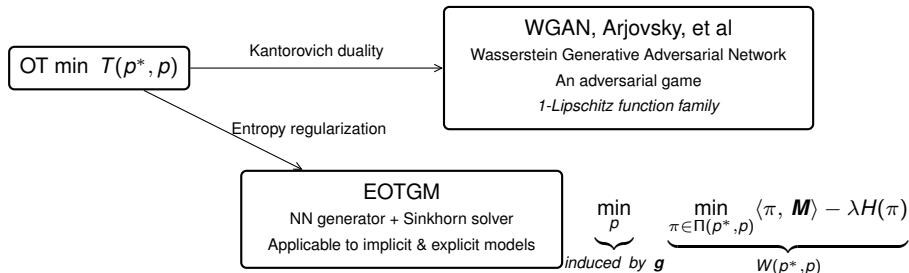 OT min T(p*, p)
Kantorovich duality
WGAN, Arjovsky, et al
Wasserstein Generative Adversarial Network
An adversarial game
1-Lipschitz function family
Entropy regularization
EOTGM
NN generator + Sinkhorn solver
Applicable to implicit & explicit models
min p min π∈Π(p*,p) ⟨π, M⟩ − λH(π)
induced by g W(p*,p)